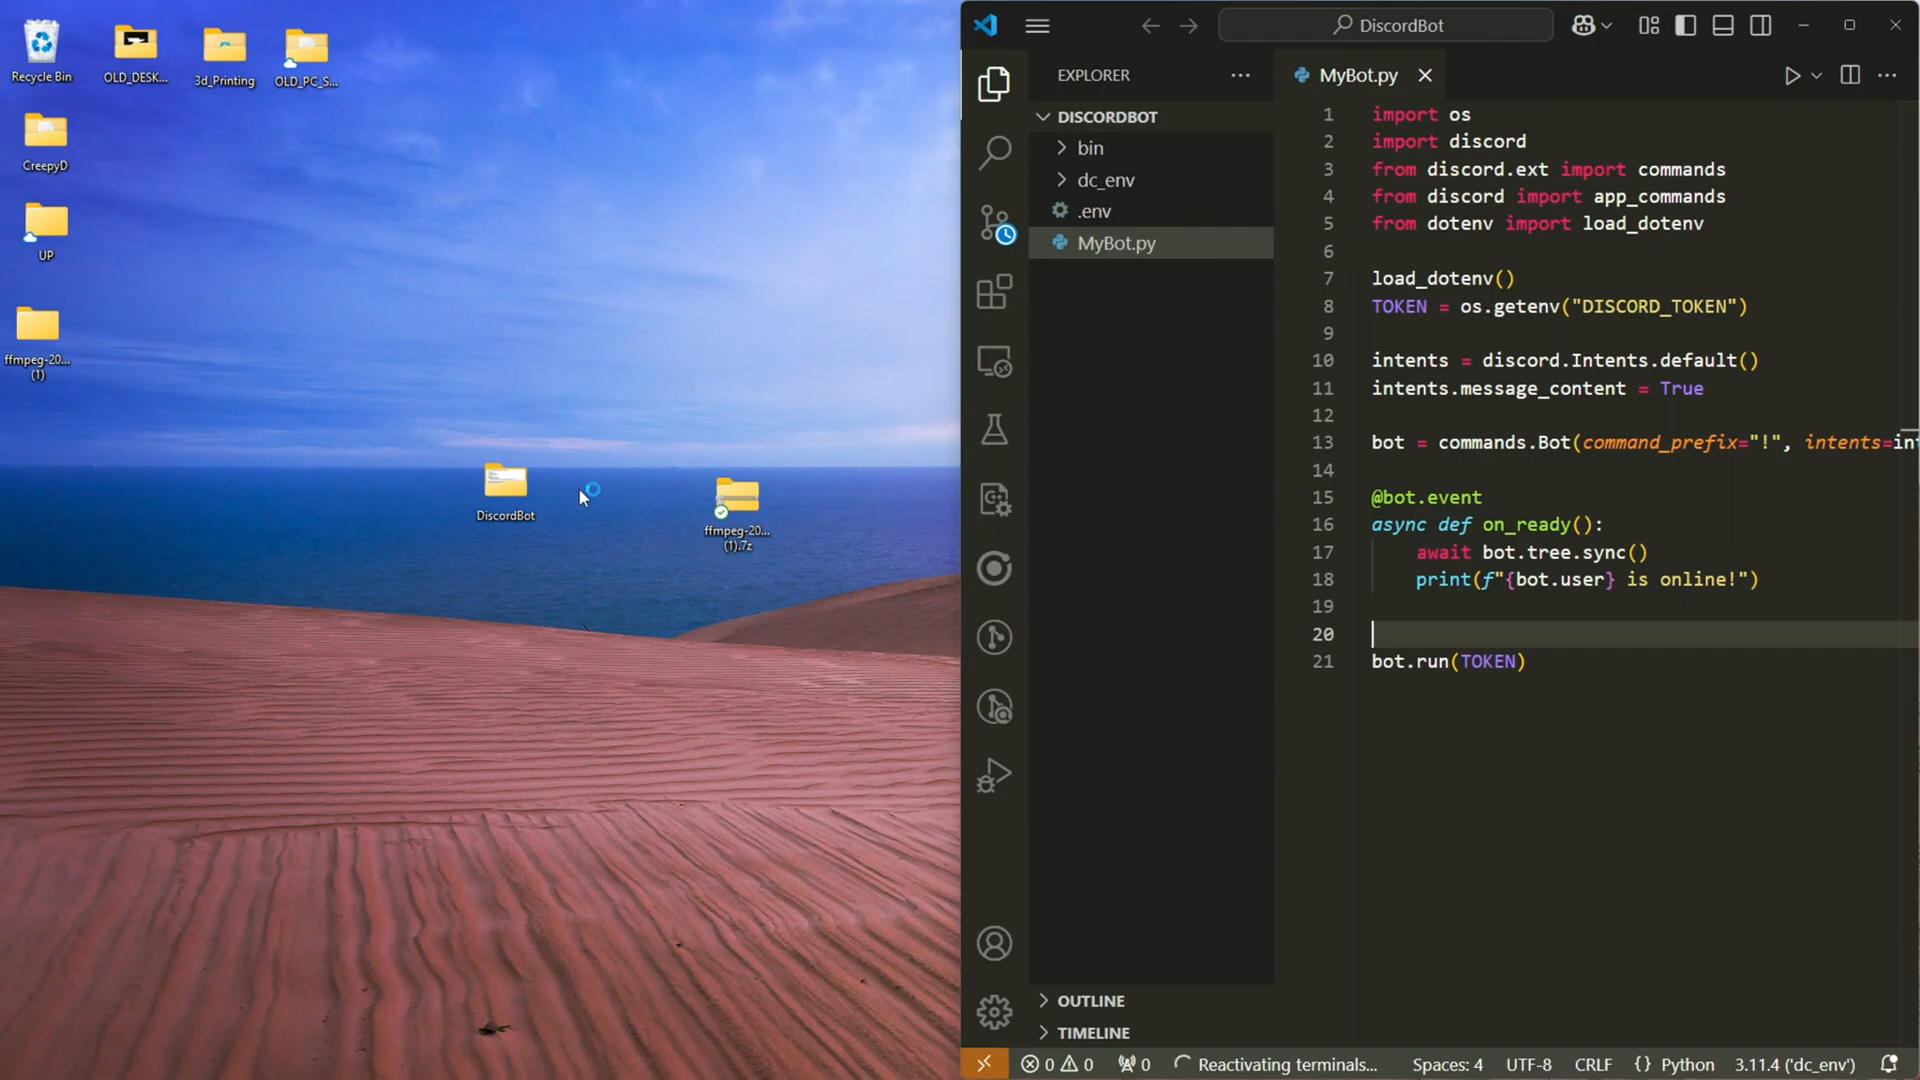 Recycle Bin
OLD_DESK...
3d_Printing
OLD_PC_S...
CreepyD
UP
ffmpeg-20...
(1)
DiscordBot
ffmpeg-20...
(1).7z
DiscordBot
EXPLORER
DISCORDBOT
bin
dc_env
.env
MyBot.py
OUTLINE
TIMELINE
MyBot.py
1 import os
2 import discord
3 from discord.ext import commands
4 from discord import app_commands
5 from dotenv import load_dotenv
6
7 load_dotenv()
8 TOKEN = os.getenv("DISCORD_TOKEN")
9
10 intents = discord.Intents.default()
11 intents.message_content = True
12
13 bot = commands.Bot(command_prefix="!", intents=int
14
15 @bot.event
16 async def on_ready():
17 await bot.tree.sync()
18 print(f"{bot.user} is online!")
19
20
21 bot.run(TOKEN)
0 0 0 Reactivating terminals... Spaces: 4 UTF-8 CRLF {} Python 3.11.4 ('dc_env')